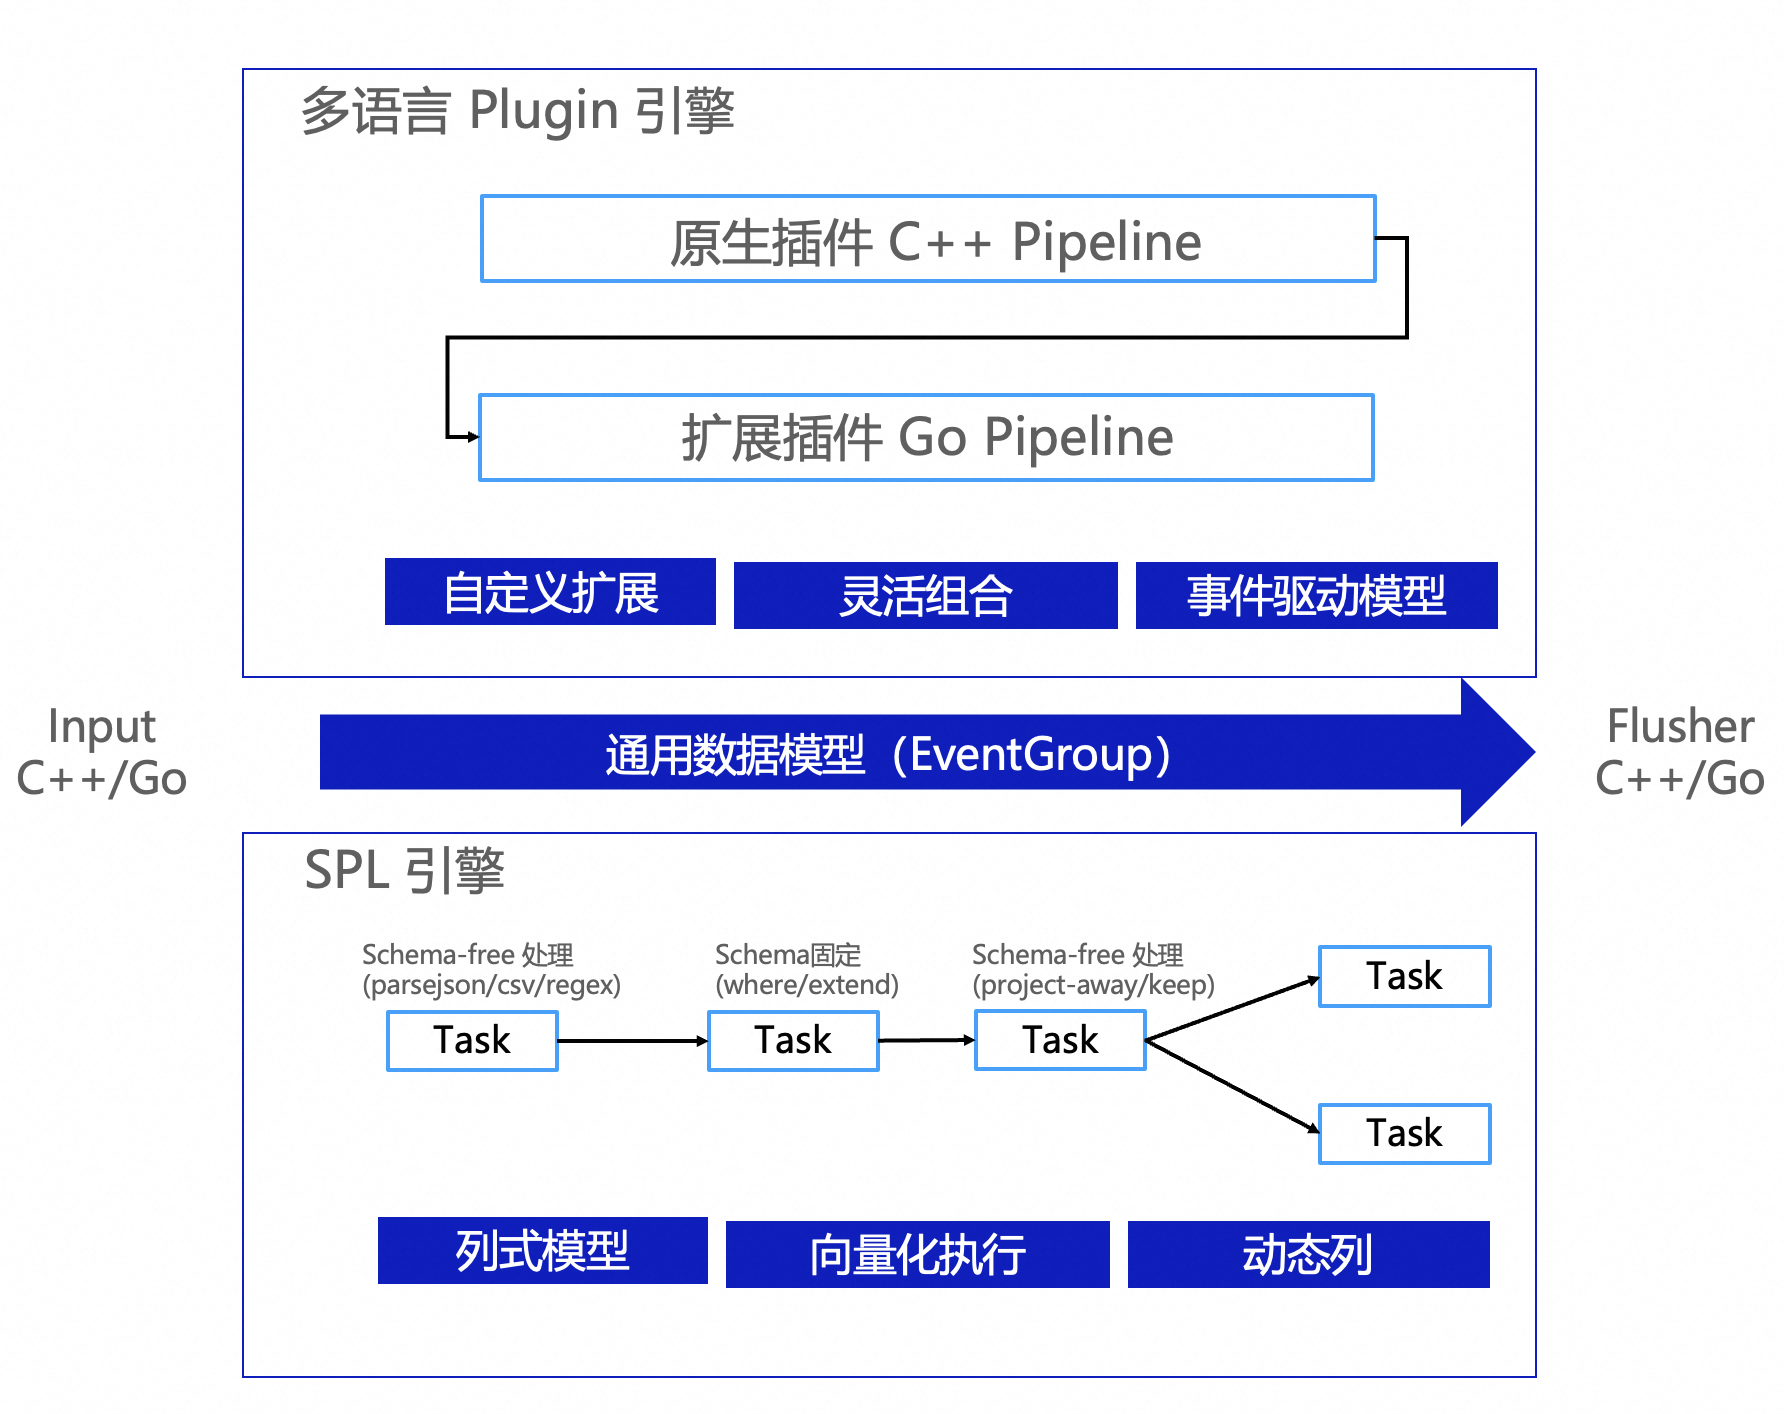 多语言 Plugin 引擎
原生插件 C++ Pipeline
扩展插件 Go Pipeline
自定义扩展
灵活组合
事件驱动模型
Input
C++/Go
通用数据模型（EventGroup）
Flusher
C++/Go
SPL 引擎
Schema-free 处理
(parsejson/csv/regex)
Schema固定
(where/extend)
Schema-free 处理
(project-away/keep)
Task
Task
Task
Task
Task
列式模型
向量化执行
动态列